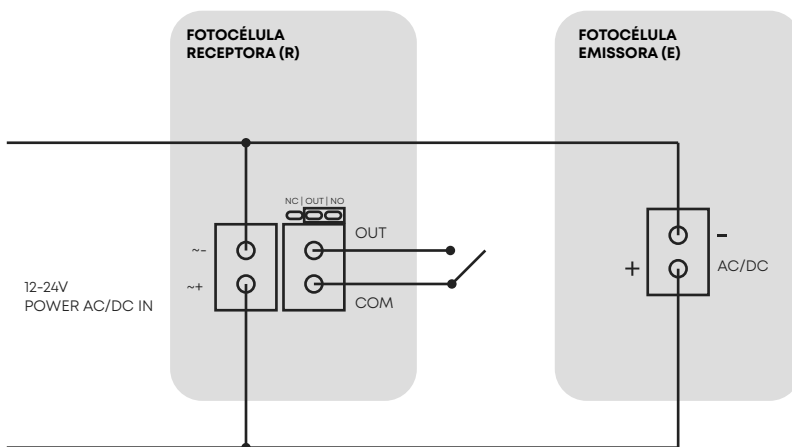 FOTOCÉLULA
RECEPTORA (R)
FOTOCÉLULA
EMISSORA (E)
NC | OUT | NO
OUT
~-
~+
COM
12-24V
POWER AC/DC IN
-
+
AC/DC